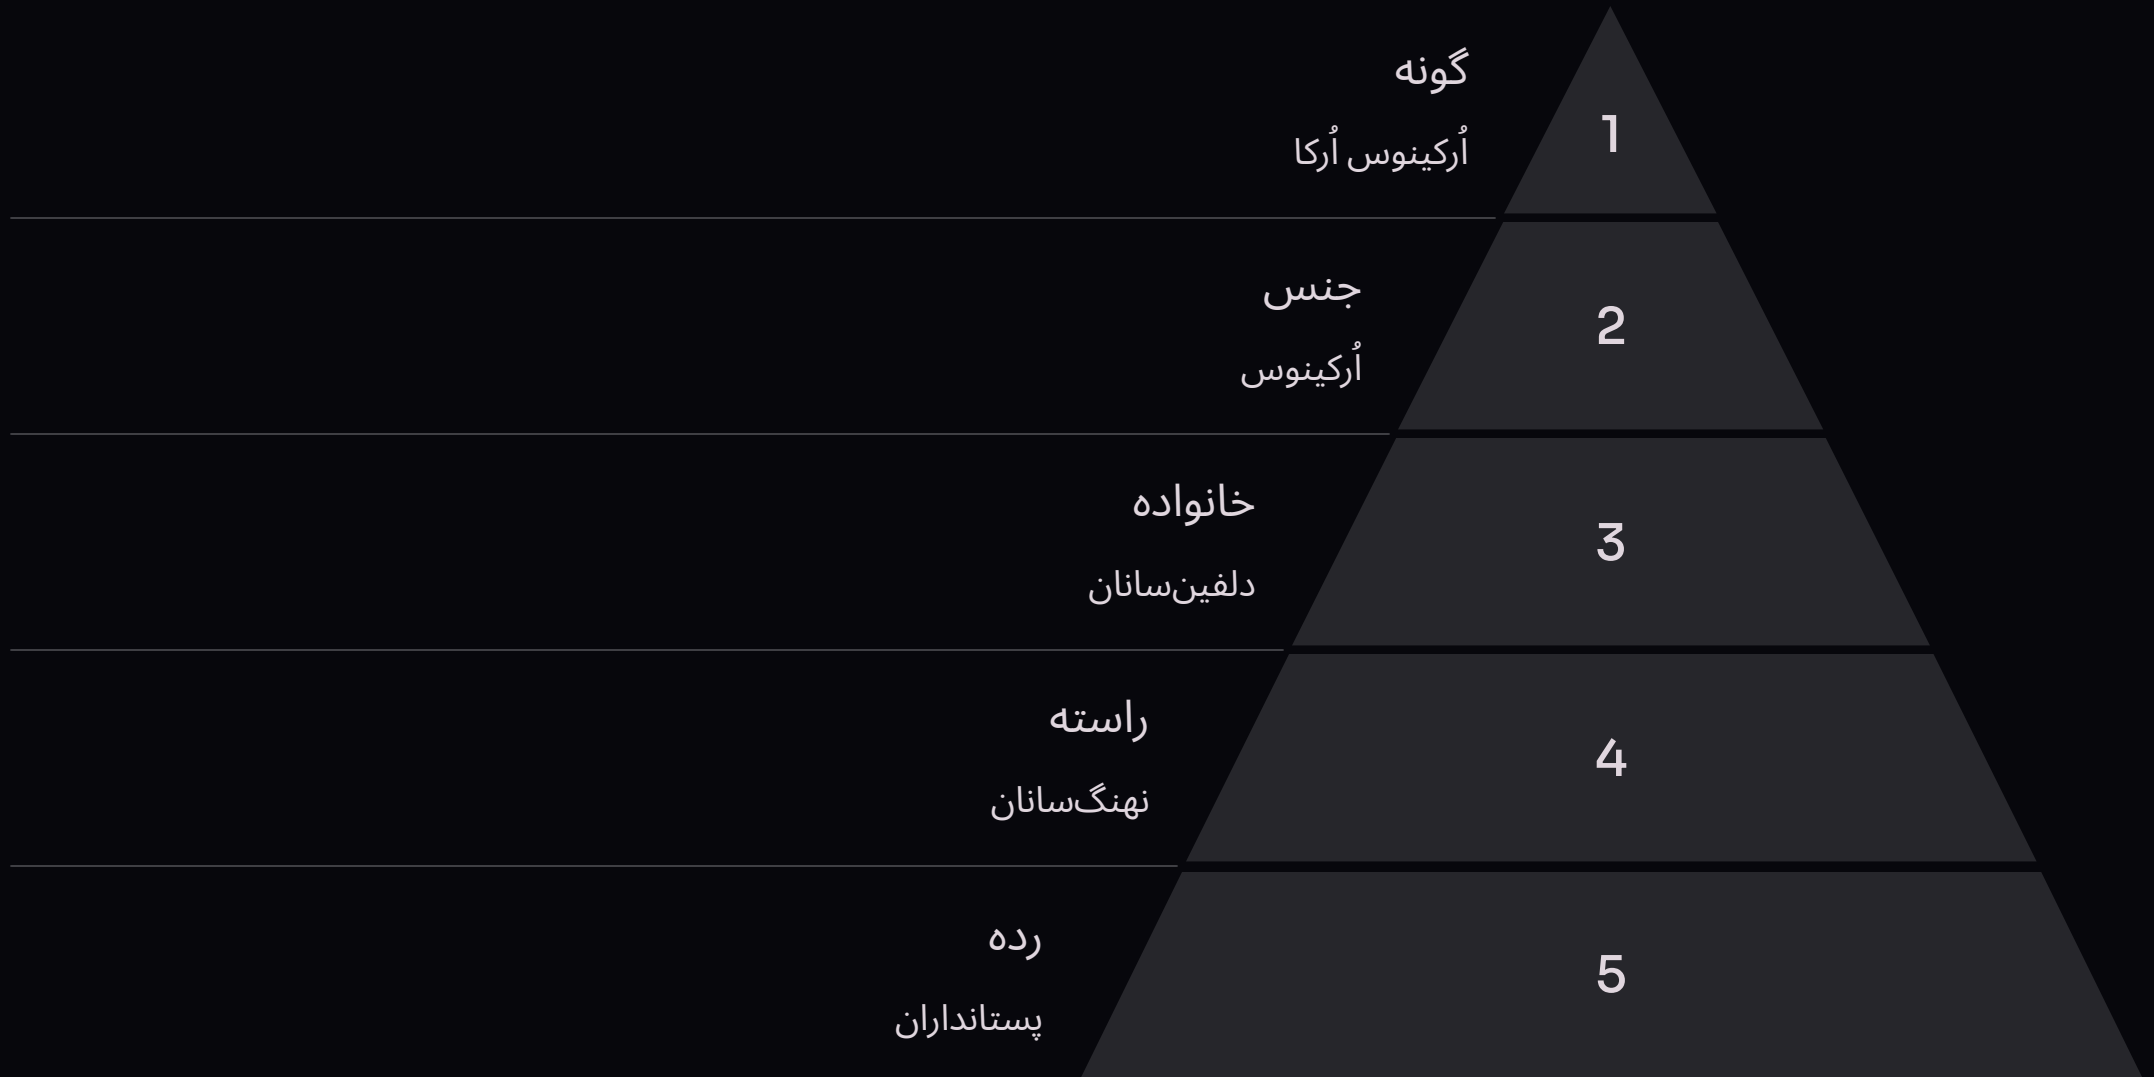 گونه
اُرکینوس اُرکا
1
جنس
اُرکینوس
2
خانواده
دلفین‌سانان
3
راسته
نهنگ‌سانان
4
رده
پستانداران
5